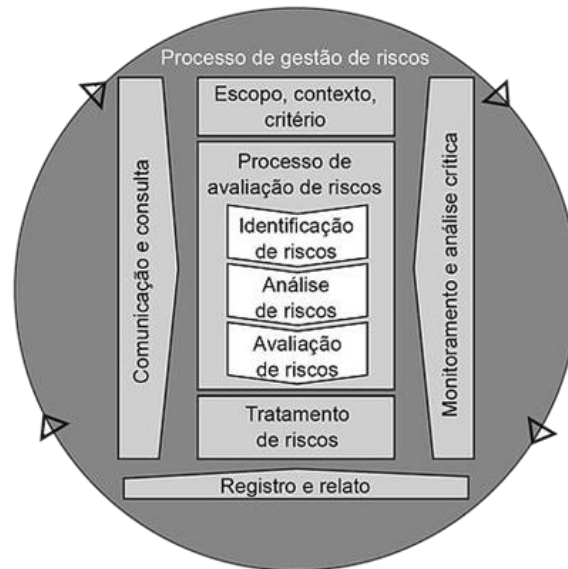 Processo de gestão de riscos
Escopo, contexto,
critério
Processo de
avaliação de riscos
Identificação
de riscos
Análise
de riscos
Avaliação
de riscos
Tratamento
de riscos
Comunicação e consulta
Monitoramento e análise crítica
Registro e relato